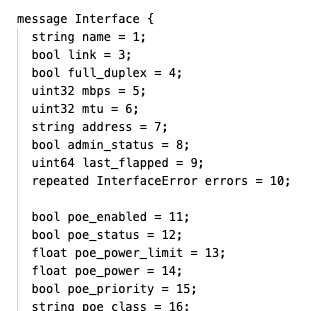 message Interface {
string name = 1;
bool link = 3;
bool full_duplex = 4;
uint32 mbps = 5;
uint32 mtu = 6;
string address = 7;
bool admin_status = 8;
uint64 last_flapped = 9;
repeated InterfaceError errors = 10;
bool poe_enabled = 11;
bool poe_status = 12;
float poe_power_limit = 13;
float poe_power = 14;
bool poe_priority = 15;
string poe_class = 16;